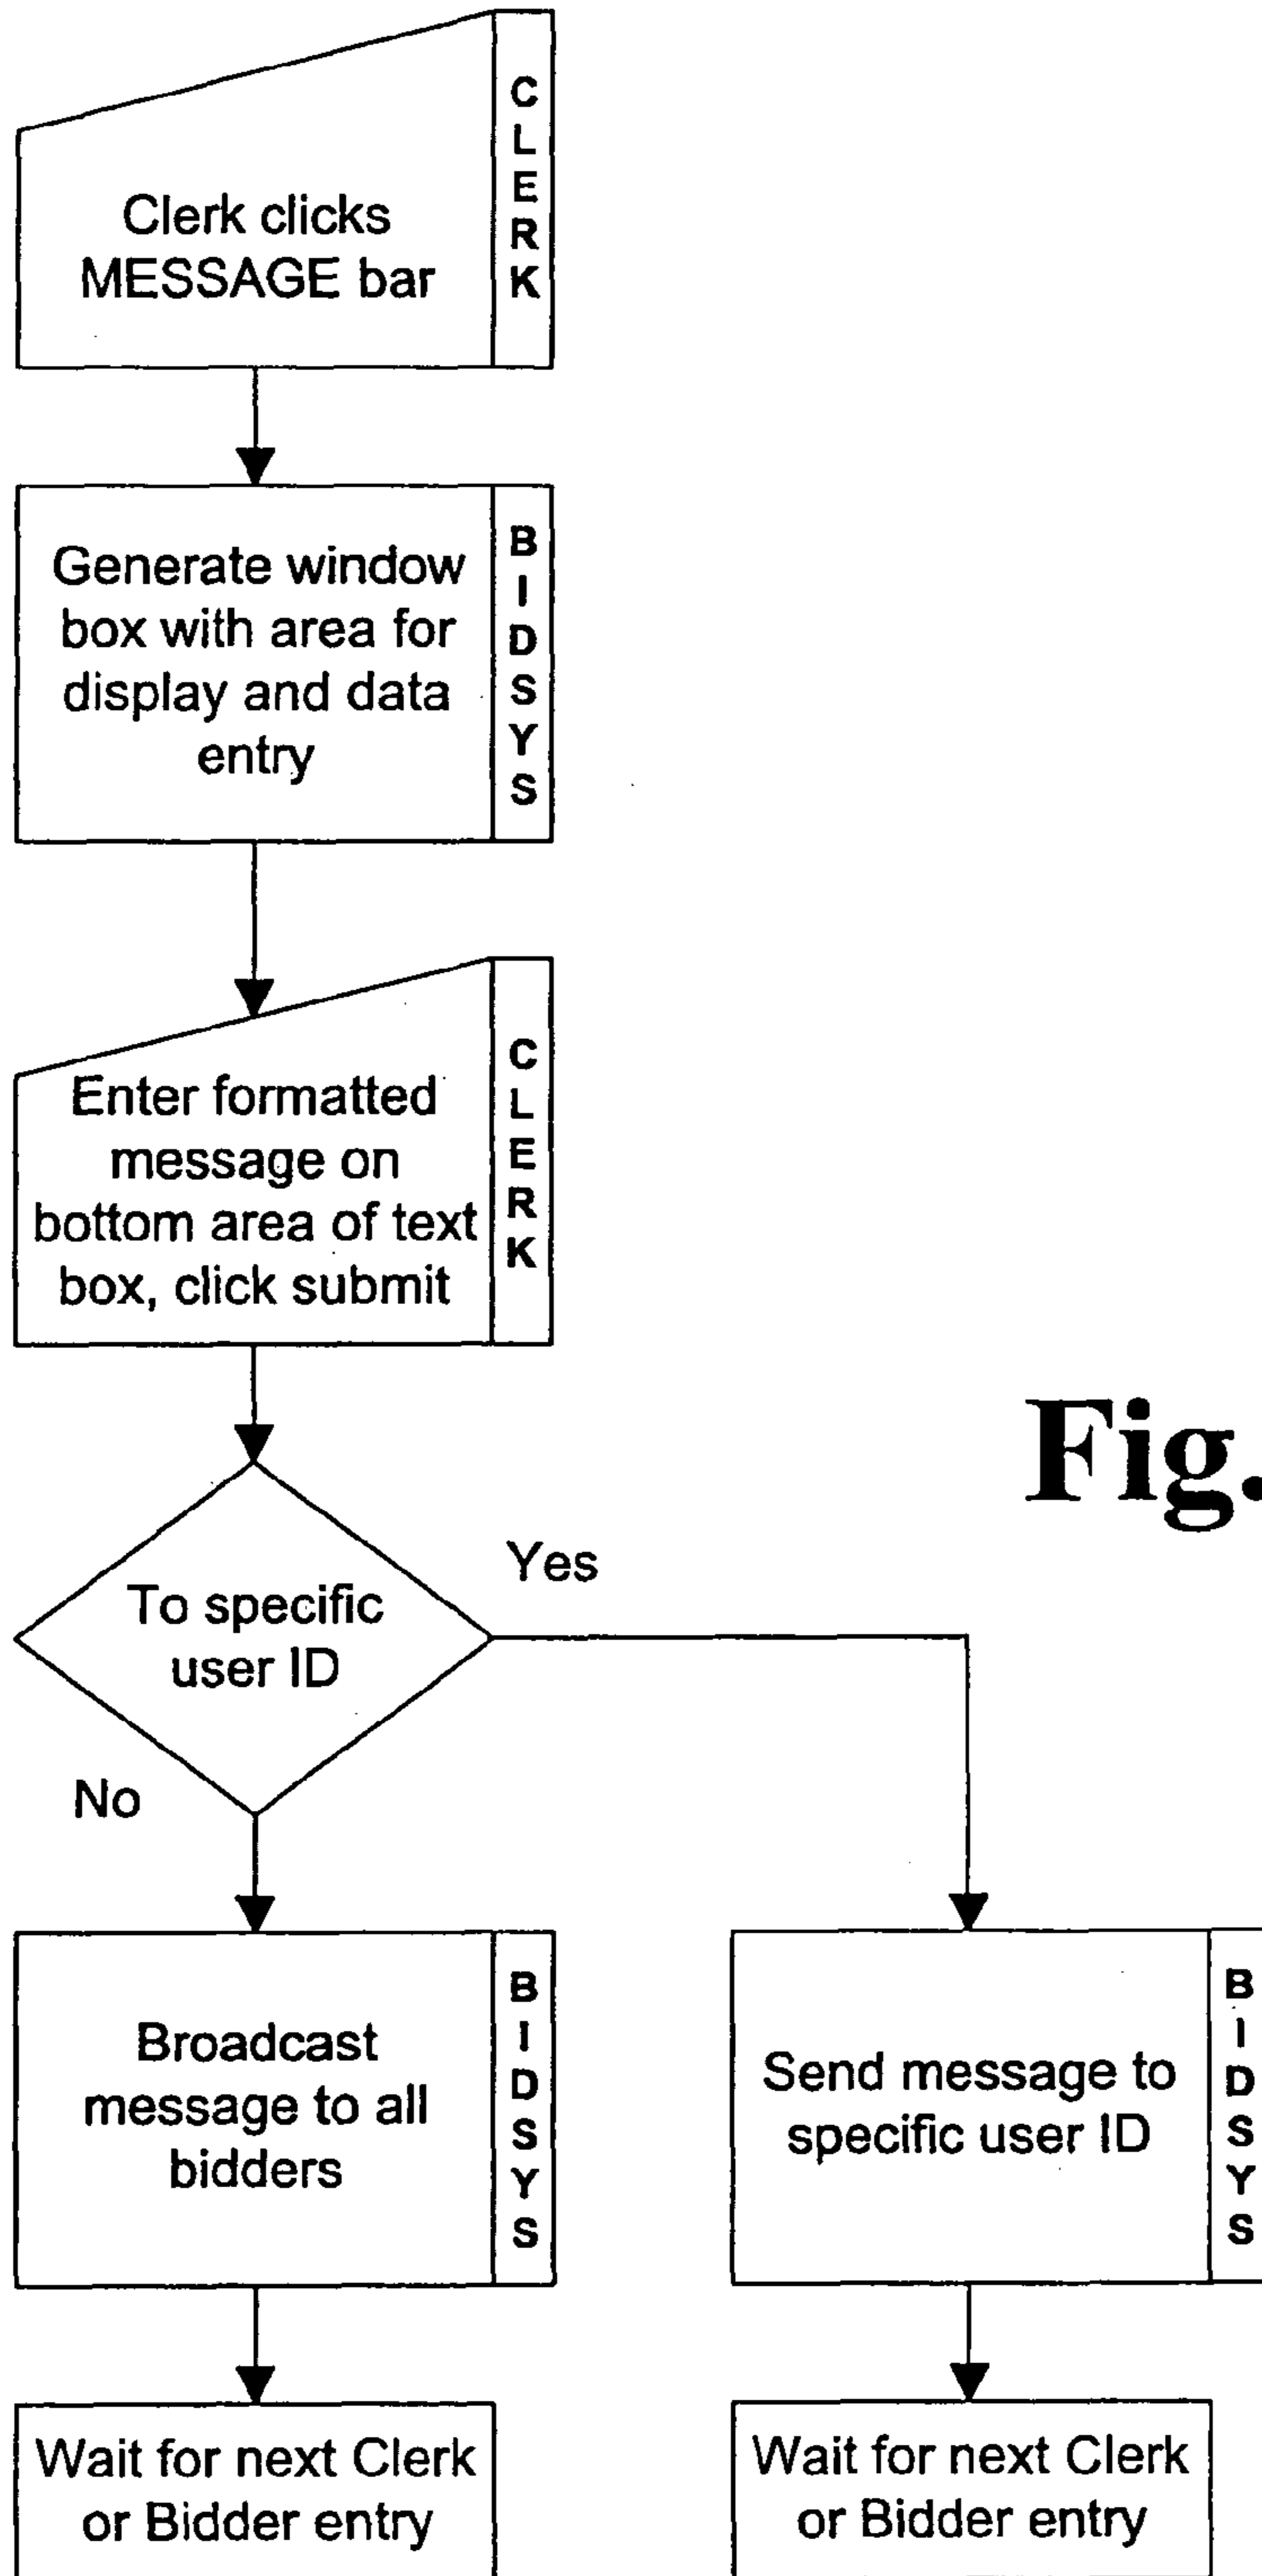 Clerk clicks
MESSAGE bar
CLERK
Generate window
box with area for
display and data
entry
BIDSYS
Enter formatted
message on
bottom area of text
box, click submit
CLERK
Fig.
To specific
user ID
Yes
No
Broadcast
message to all
bidders
BIDSYS
Send message to
specific user ID
BIDSYS
Wait for next Clerk
or Bidder entry
Wait for next Clerk
or Bidder entry